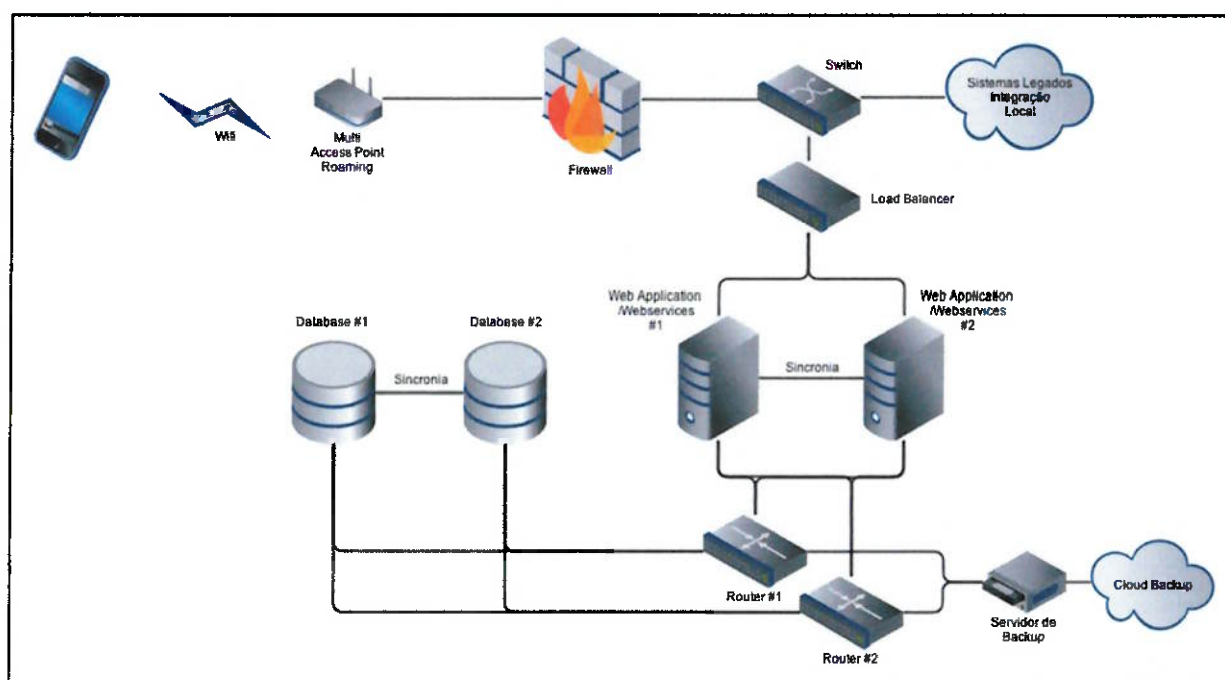 Switch
Sistemas Legados
Integração
Local
Wifi
Multi
Access Point
Roaming
Firewall
Load Balancer
Web Application
/Webservices
#1
Web Application
/Webservices
#2
Database #1
Database #2
Sincronia
Sincronia
Router #1
Router #2
Servidor de
Backup
Cloud Backup